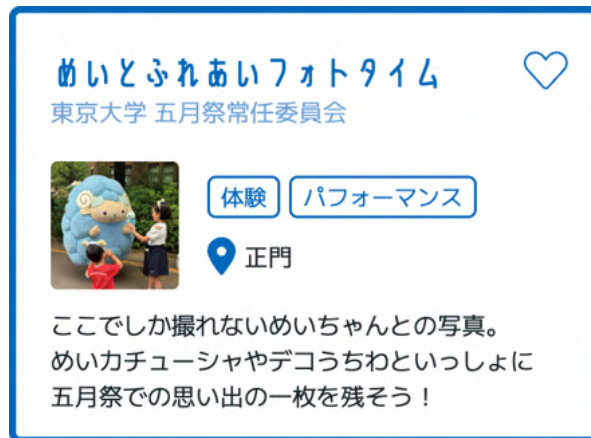 めいとふれあいフォトタイム
東京大学 五月祭常任委員会
体験 パフォーマンス
正門
ここでしか撮れないめいちゃんとの写真。
めいカチューシャやデコうちわといっしょに
五月祭での思い出の一枚を残そう！